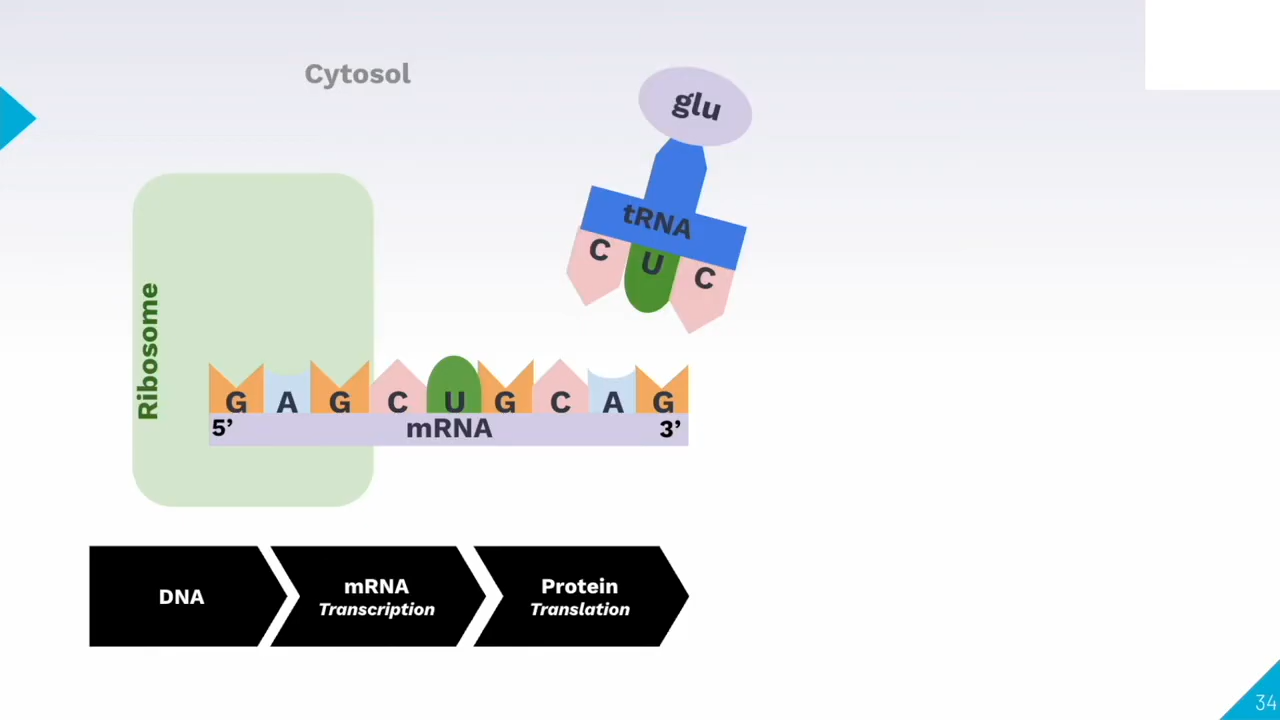 Cytosol
glu
tRNA
C U C
Ribosome
G A G C U G C A G
5’ mRNA 3’
DNA
mRNA
Transcription
Protein
Translation
34